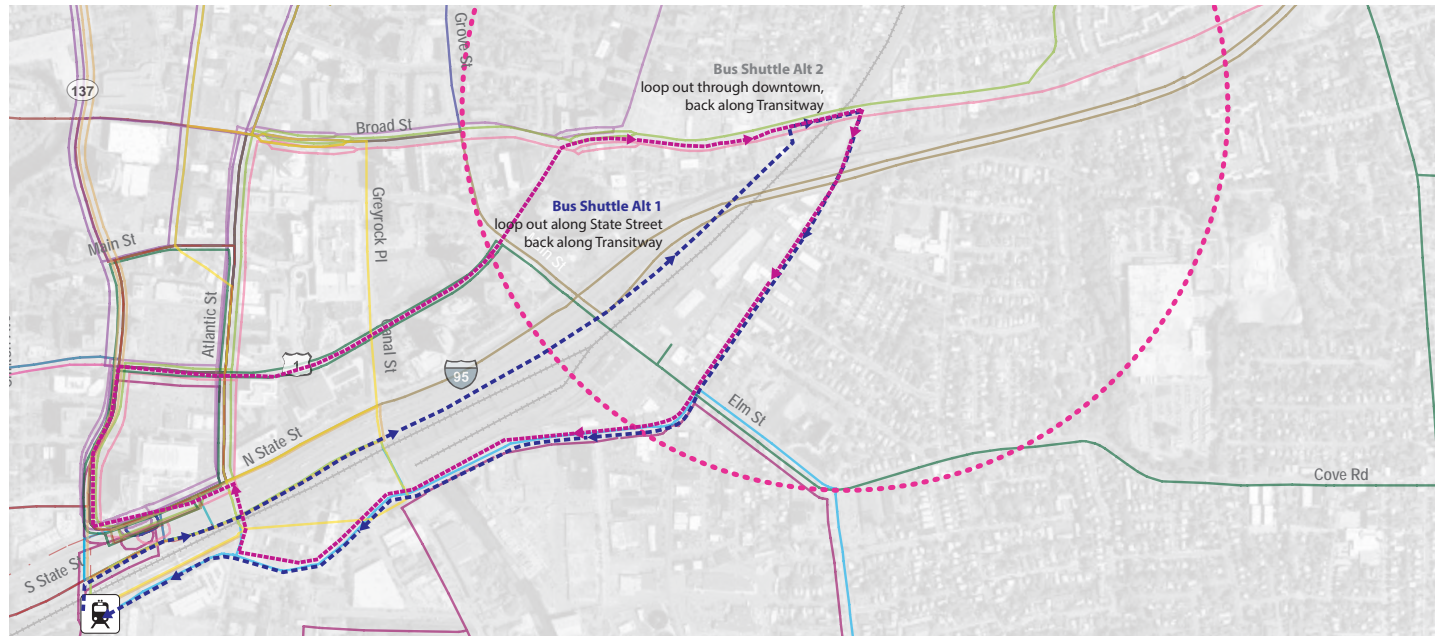 Grove St
Bus Shuttle Alt 2
loop out through downtown,
back along Transitway
137
Broad St
Greyrock Pl
Bus Shuttle Alt 1
loop out along State Street
back along Transitway
St
Main St
Atlantic St
Canal St
1
95
Elm St
N State St
Cove Rd
S State St